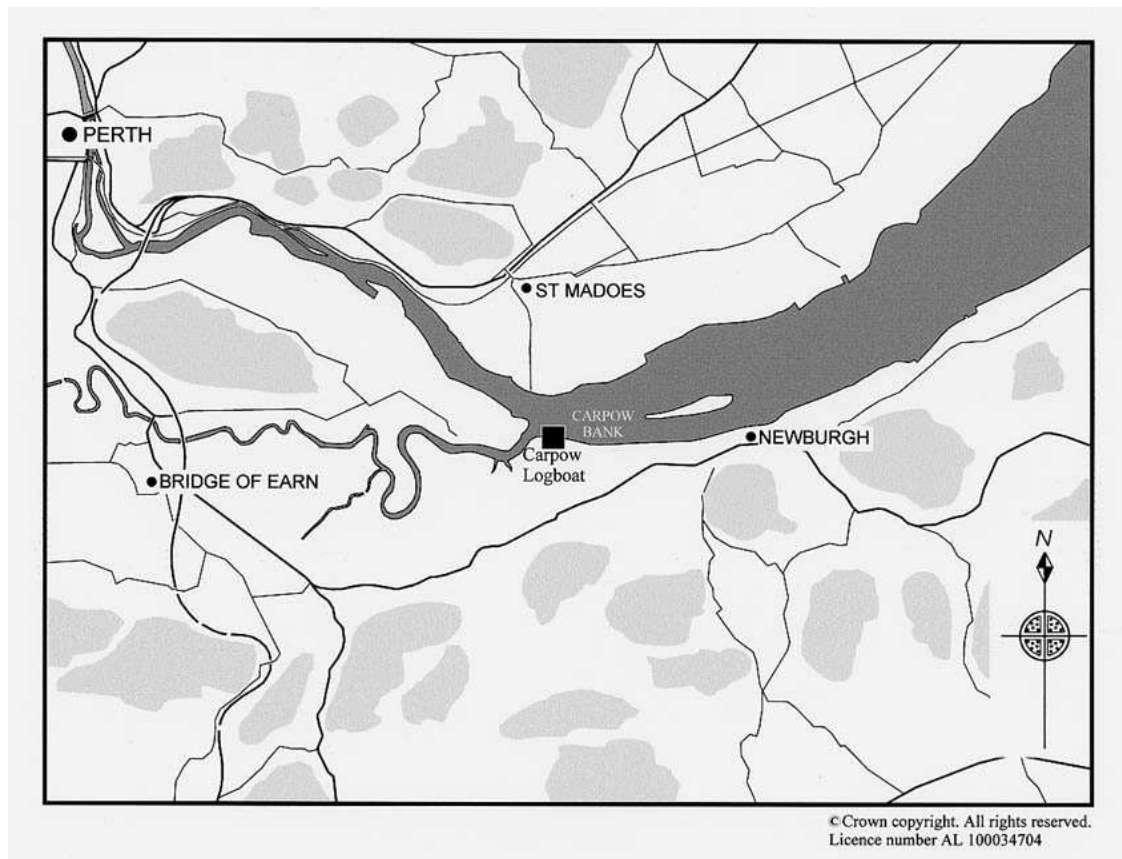 PERTH
ST MADOES
CARPOW
BANK
NEWBURGH
Carpow
Logboat
BRIDGE OF EARN
N
©Crown copyright. All rights reserved.
Licence number AL 100034704